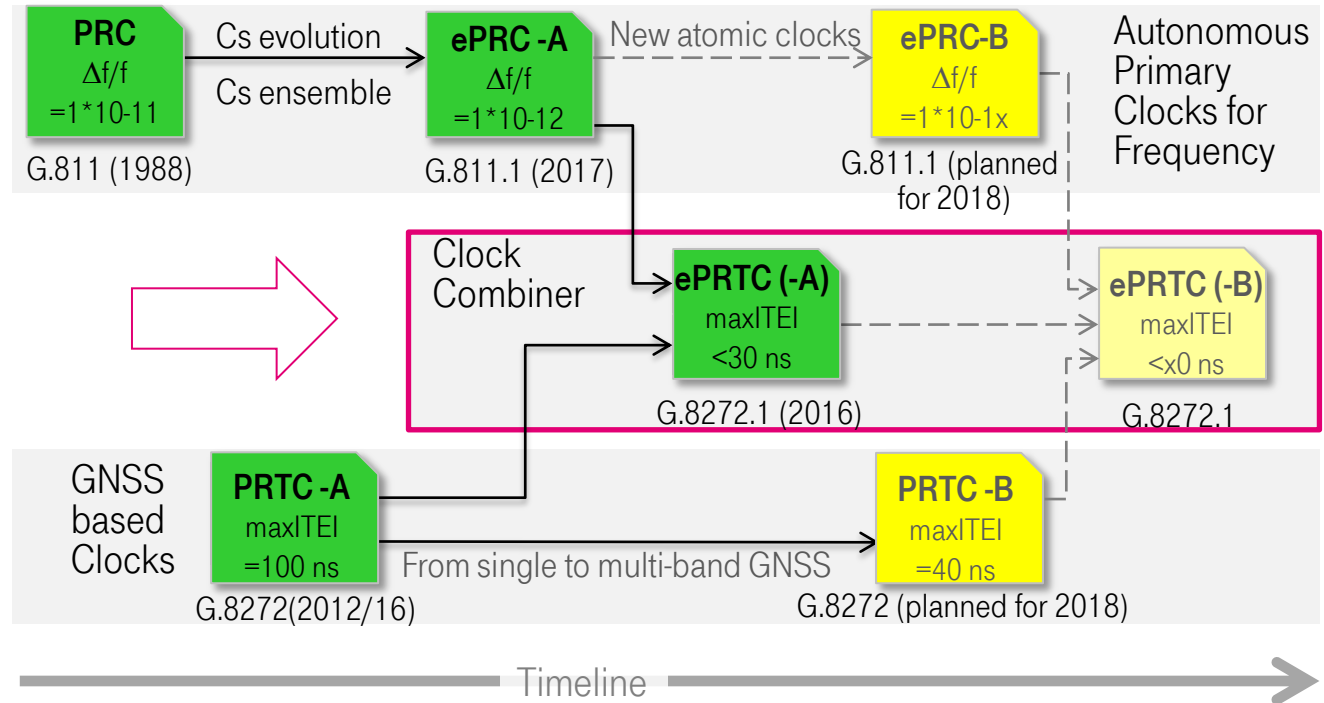 PRC
Δf/f
=1*10-11
G.811 (1988)
Cs evolution
Cs ensemble
ePRC -A
Δf/f
=1*10-12
G.811.1 (2017)
New atomic clocks
ePRC-B
Δf/f
=1*10-1x
G.811.1 (planned
for 2018)
Autonomous
Primary
Clocks for
Frequency
Clock
Combiner
ePRTC (-A)
maxITEI
<30 ns
G.8272.1 (2016)
ePRTC (-B)
maxITEI
<x0 ns
G.8272.1
GNSS
based
Clocks
PRTC -A
maxITEI
=100 ns
G.8272(2012/16)
From single to multi-band GNSS
PRTC -B
maxITEI
=40 ns
G.8272 (planned for 2018)
Timeline